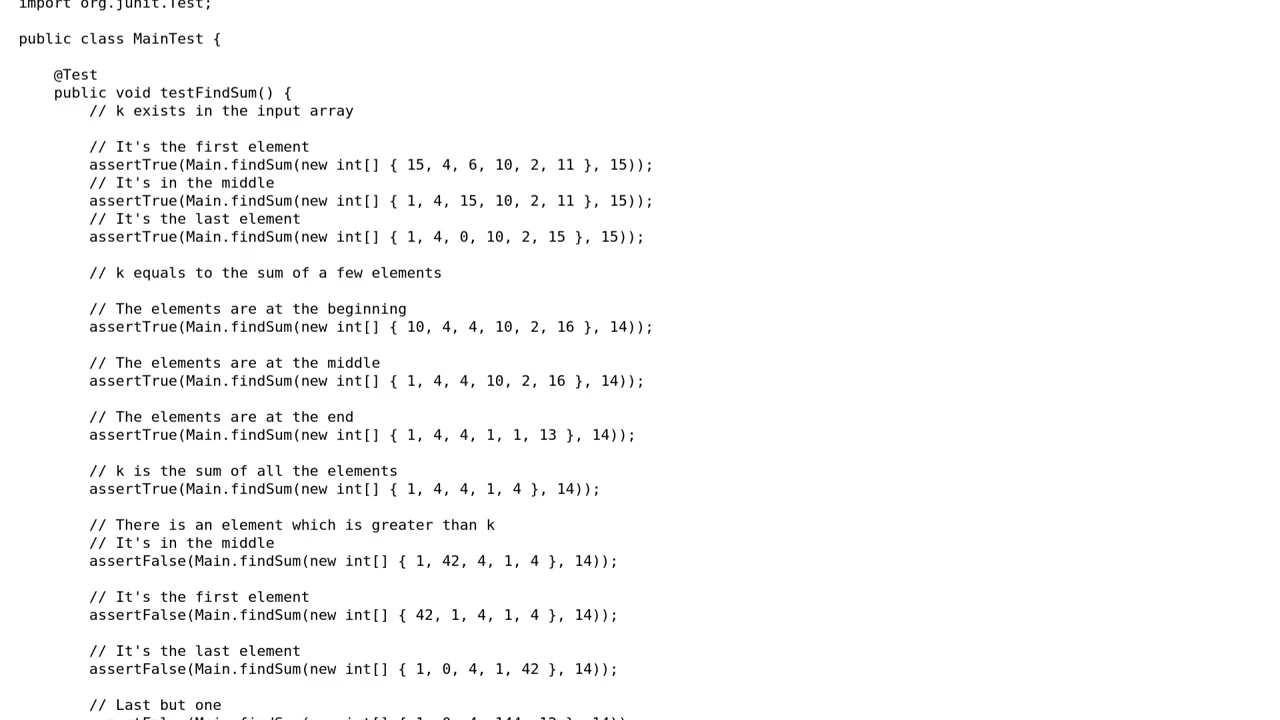 import org.junit.Test;
public class MainTest {
@Test
public void testFindSum() {
// k exists in the input array
// It's the first element
assertTrue(Main.findSum(new int[] { 15, 4, 6, 10, 2, 11 }, 15));
// It's in the middle
assertTrue(Main.findSum(new int[] { 1, 4, 15, 10, 2, 11 }, 15));
// It's the last element
assertTrue(Main.findSum(new int[] { 1, 4, 0, 10, 2, 15 }, 15));
// k equals to the sum of a few elements
// The elements are at the beginning
assertTrue(Main.findSum(new int[] { 10, 4, 4, 10, 2, 16 }, 14));
// The elements are at the middle
assertTrue(Main.findSum(new int[] { 1, 4, 4, 10, 2, 16 }, 14));
// The elements are at the end
assertTrue(Main.findSum(new int[] { 1, 4, 4, 1, 1, 13 }, 14));
// k is the sum of all the elements
assertTrue(Main.findSum(new int[] { 1, 4, 4, 1, 4 }, 14));
// There is an element which is greater than k
// It's in the middle
assertFalse(Main.findSum(new int[] { 1, 42, 4, 1, 4 }, 14));
// It's the first element
assertFalse(Main.findSum(new int[] { 42, 1, 4, 1, 4 }, 14));
// It's the last element
assertFalse(Main.findSum(new int[] { 1, 0, 4, 1, 42 }, 14));
// Last but one